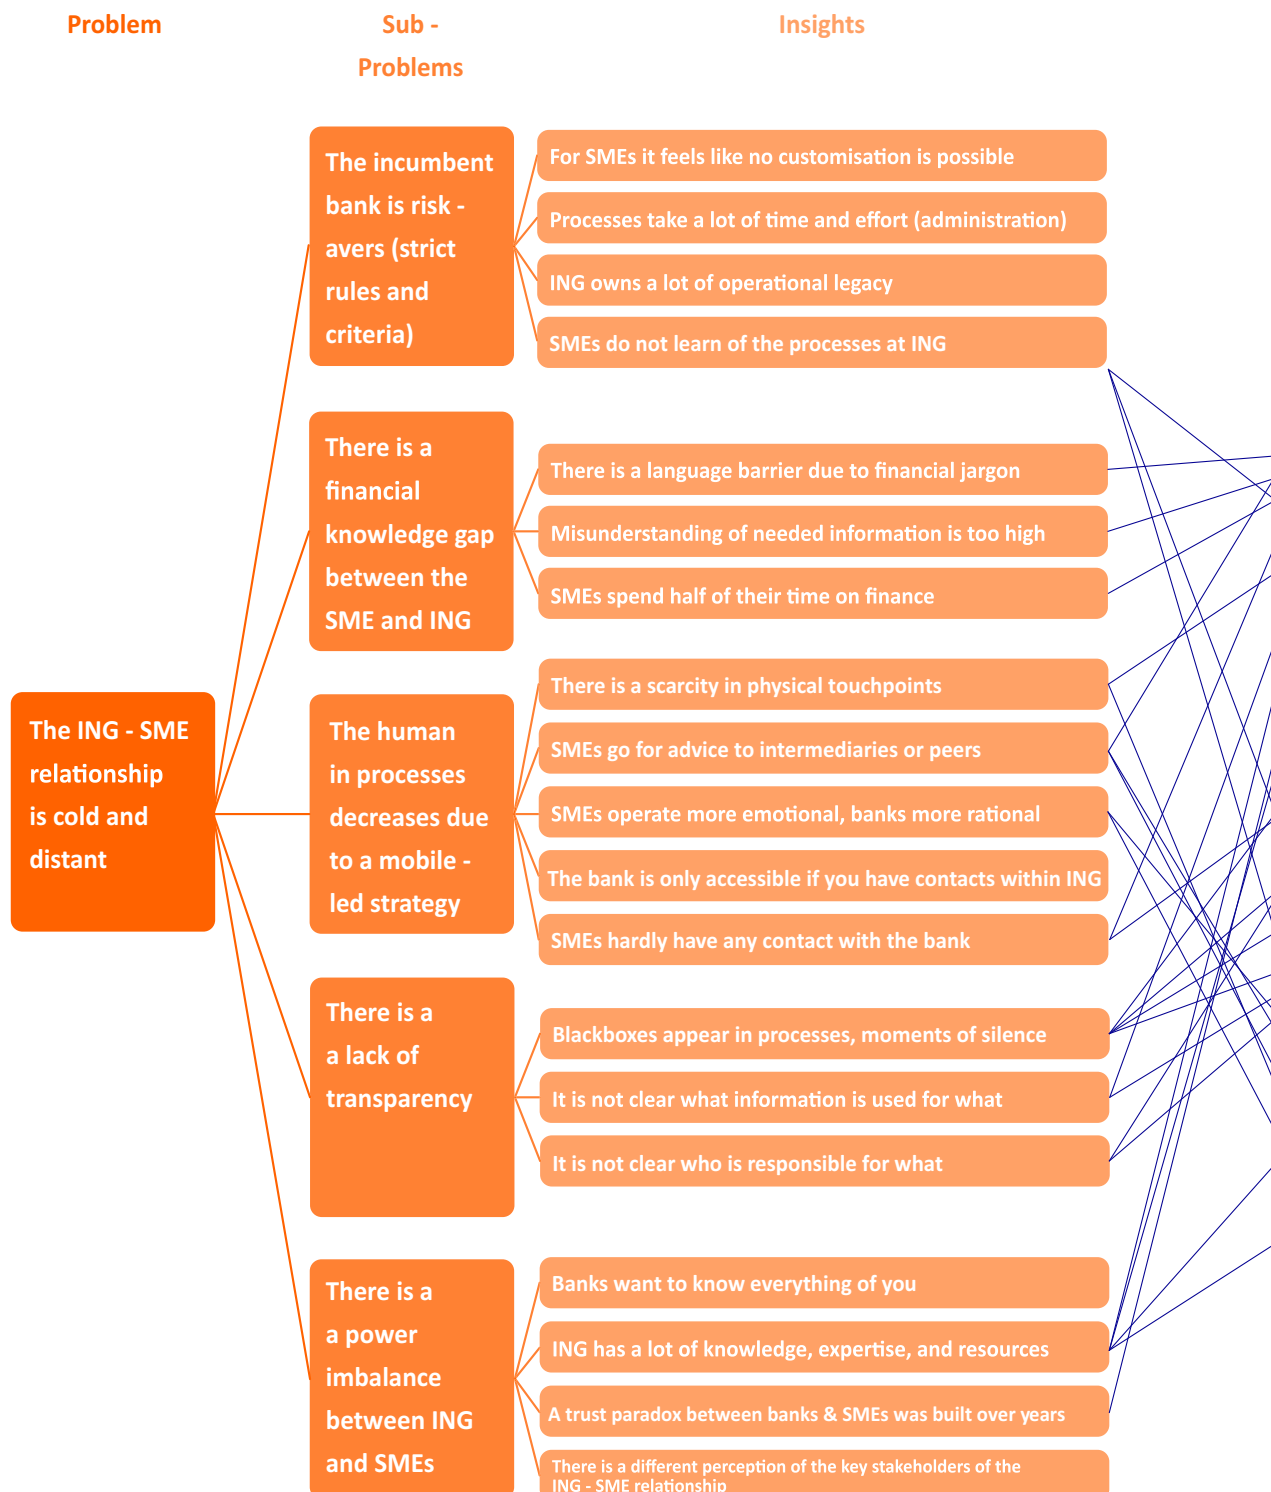 Problem
Sub -
Problems
Insights
The ING - SME
relationship
is cold and
distant
The incumbent
bank is risk -
avers (strict
rules and
criteria)
For SMEs it feels like no customisation is possible
Processes take a lot of time and effort (administration)
ING owns a lot of operational legacy
SMEs do not learn of the processes at ING
There is a
financial
knowledge gap
between the
SME and ING
There is a language barrier due to financial jargon
Misunderstanding of needed information is too high
SMEs spend half of their time on finance
The human
in processes
decreases due
to a mobile -
led strategy
There is a scarcity in physical touchpoints
SMEs go for advice to intermediaries or peers
SMEs operate more emotional, banks more rational
The bank is only accessible if you have contacts within ING
SMEs hardly have any contact with the bank
There is a
a lack of
transparency
Blackboxes appear in processes, moments of silence
It is not clear what information is used for what
It is not clear who is responsible for what
There is a
a power
imbalance
between ING
and SMEs
Banks want to know everything of you
ING has a lot of knowledge, expertise, and resources
A trust paradox between banks & SMEs was built over years
There is a different perception of the key stakeholders of the
ING - SME relationship